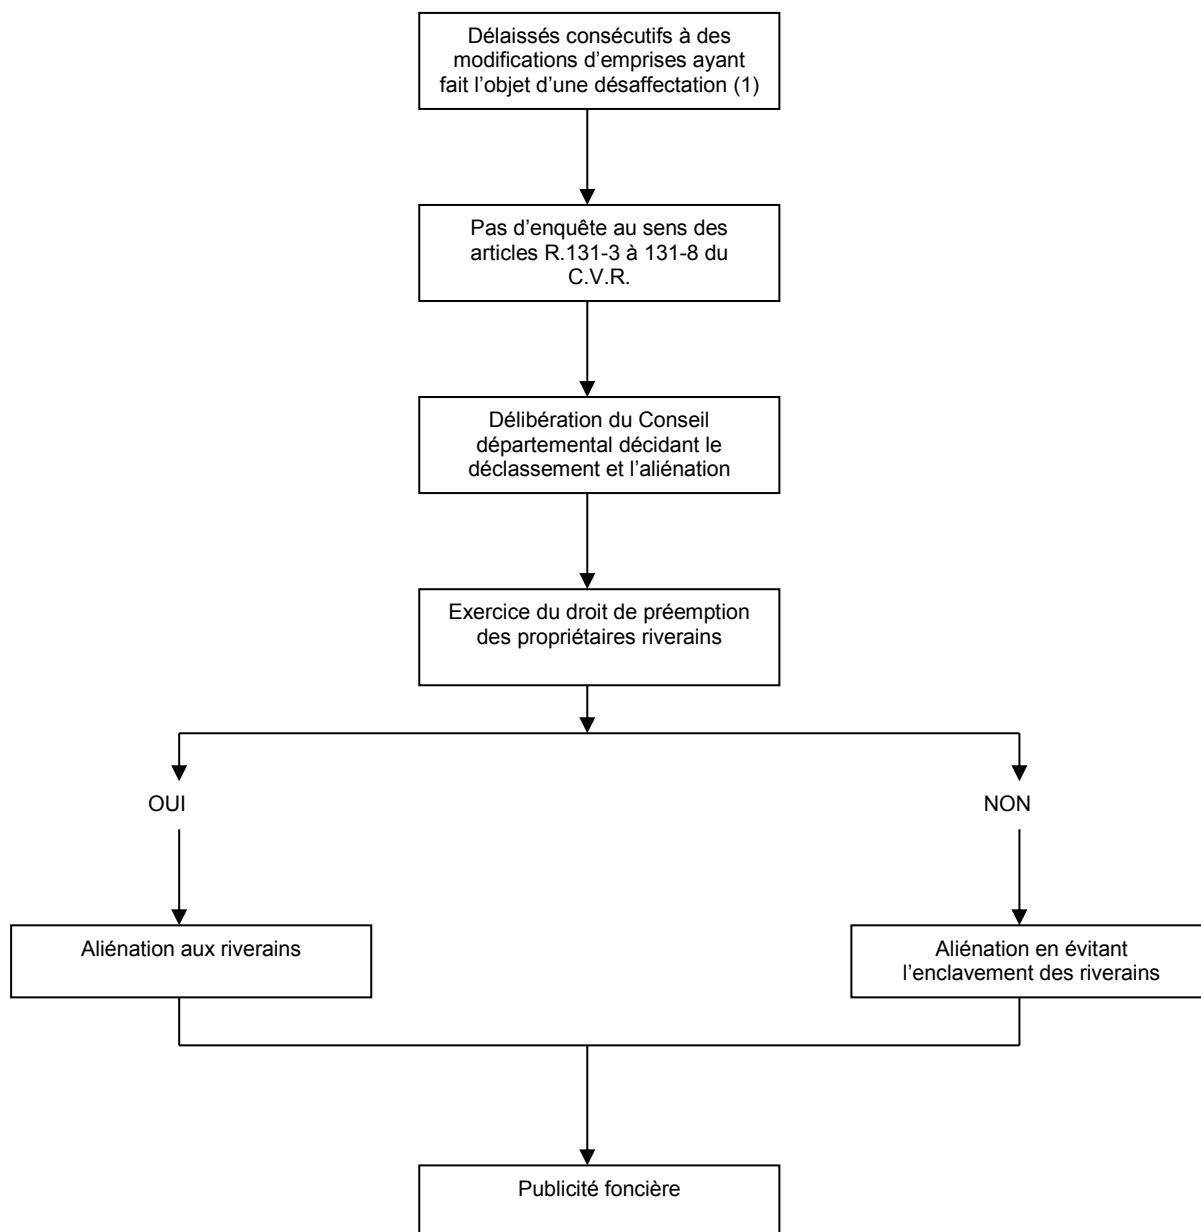 Délaissés consécutifs à des
modifications d’emprises ayant
fait l’objet d’une désaffectation (1)
Pas d’enquête au sens des
articles R.131-3 à 131-8 du
C.V.R.
Délibération du Conseil
départemental décidant le
déclassement et l’aliénation
Exercice du droit de préemption
des propriétaires riverains
OUI
NON
Aliénation aux riverains
Aliénation en évitant
l’enclavement des riverains
Publicité foncière